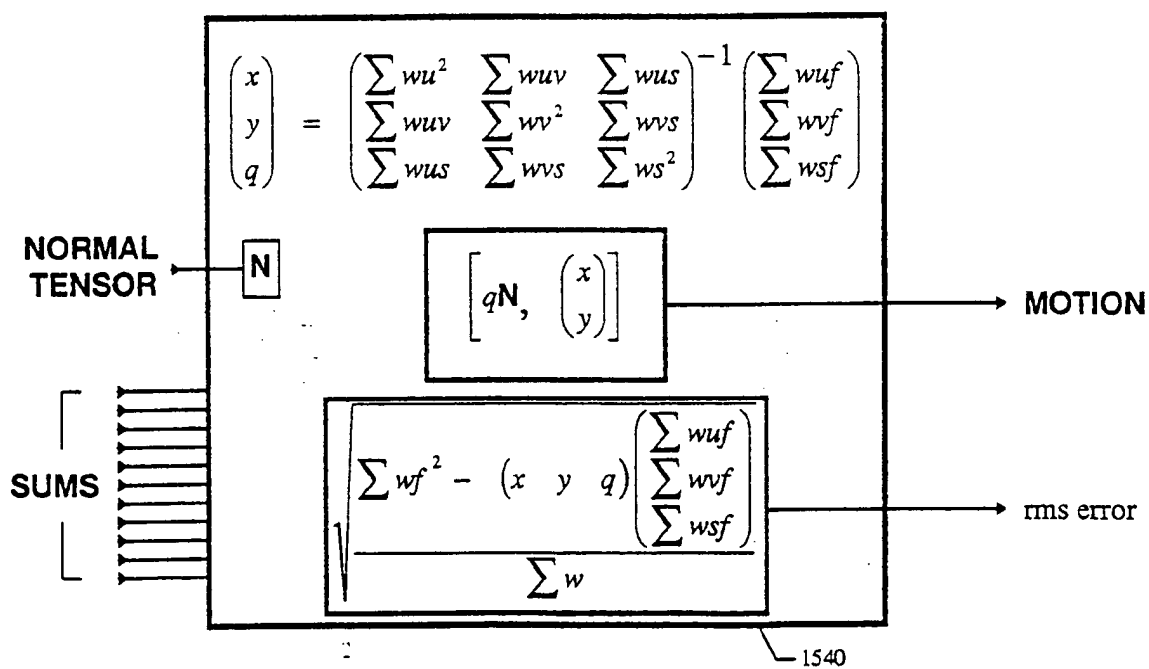 x = ∑ wu² ∑ wuv ∑ wus -1 ∑ wuf
y ∑ wuv ∑ wv² ∑ wvs ∑ wvf
q ∑ wus ∑ wvs ∑ ws² ∑ wsf
NORMAL
TENSOR
N
[qN, (x
y)]
MOTION
SUMS
√
∑ wf² - (x y q) (∑ wuf
∑ wvf
∑ wsf)
∑ w
rms error
1540